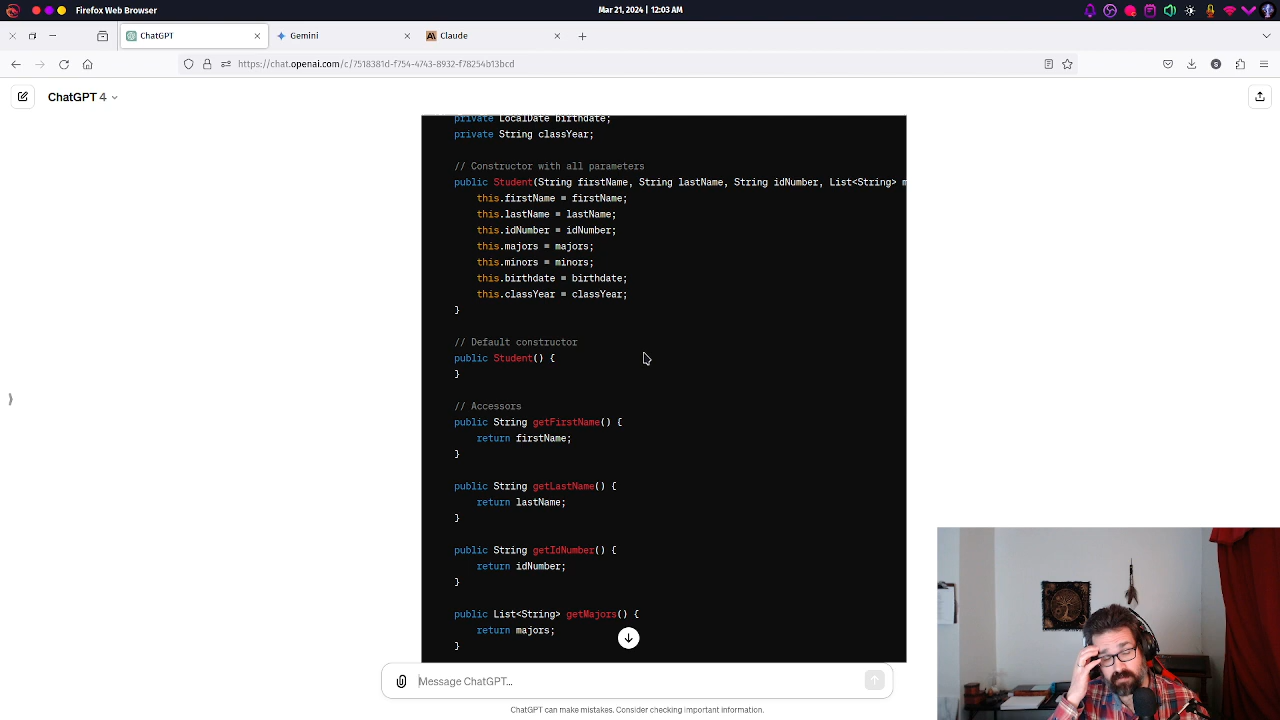 Firefox Web Browser
Mar 21, 2024 | 12:03 AM
ChatGPT
Gemini
Claude
https://chat.openai.com/c/7518381d-f754-4743-8932-f78254b13bcd
ChatGPT 4
private LocalDate birthdate;
private String classYear;
// Constructor with all parameters
public Student(String firstName, String lastName, String idNumber, List<String> m
this.firstName = firstName;
this.lastName = lastName;
this.idNumber = idNumber;
this.majors = majors;
this.minors = minors;
this.birthdate = birthdate;
this.classYear = classYear;
}
// Default constructor
public Student() {
}
// Accessors
public String getFirstName() {
return firstName;
}
public String getLastName() {
return lastName;
}
public String getIdNumber() {
return idNumber;
}
public List<String> getMajors() {
return majors;
}
Message ChatGPT...
ChatGPT can make mistakes. Consider checking important information.